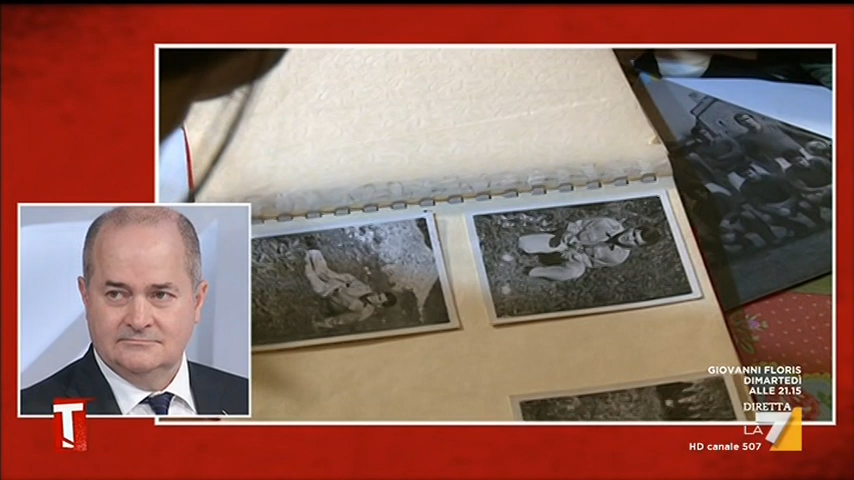 GIOVANNI FLORIS
DIMARTEDÌ
ALLE 21.15
DIRETTA
LA 7
HD canale 507
T